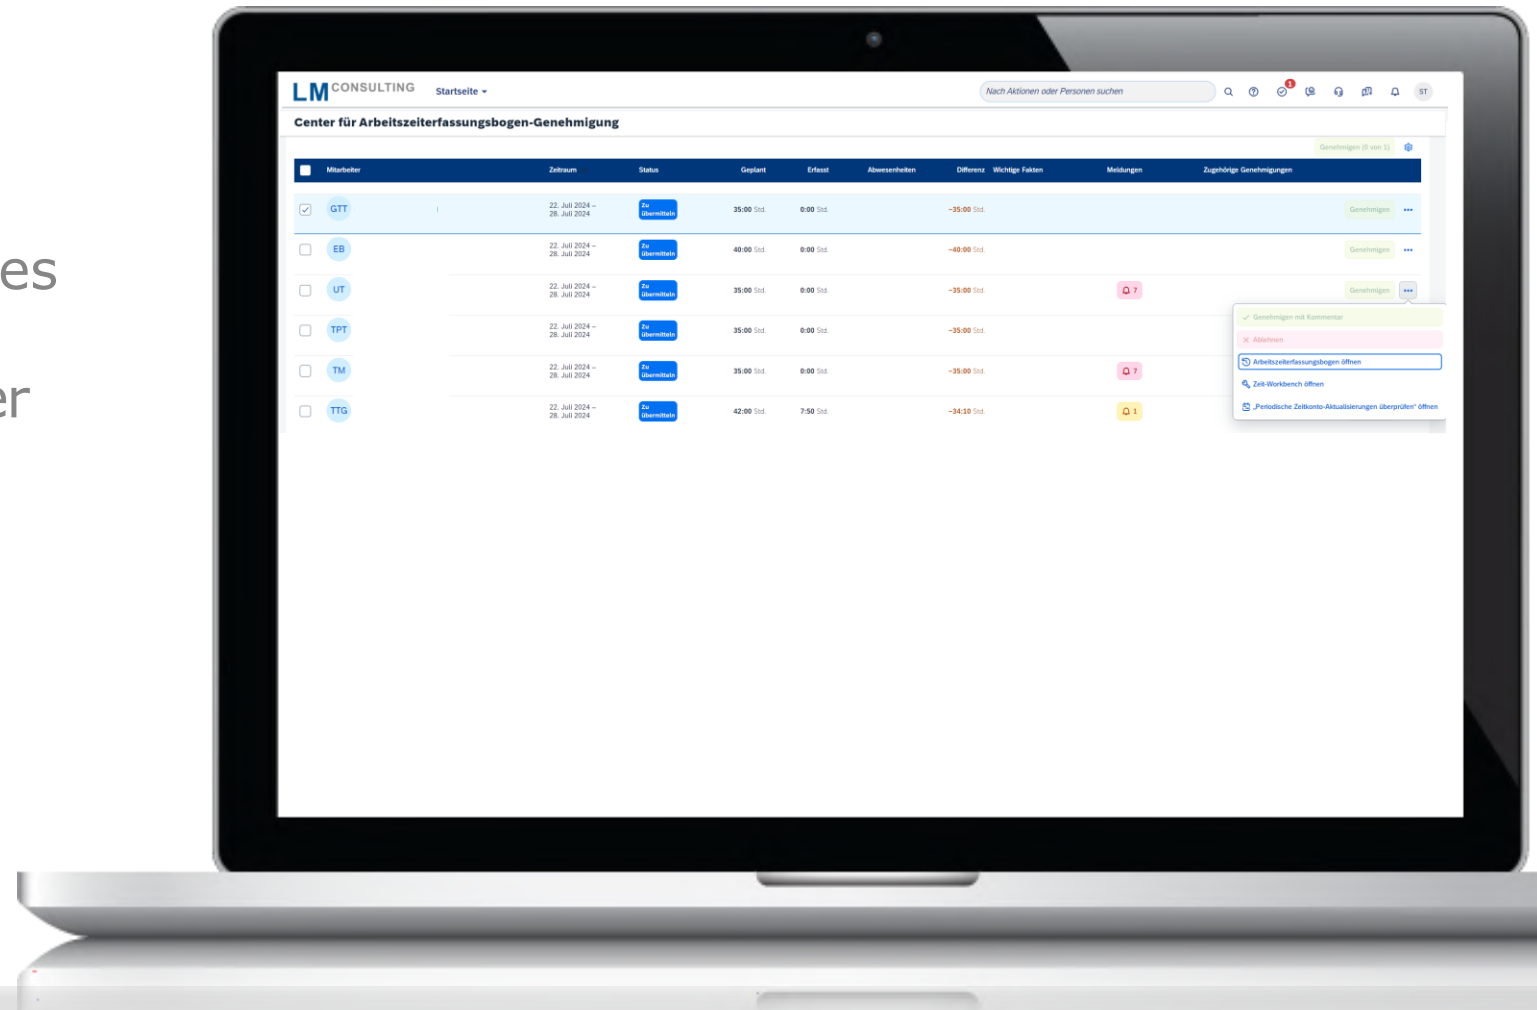 es
er
LM CONSULTING Startseite Nach Aktionen oder Personen suchen 1 ST
Center für Arbeitszeiterfassungsbogen-Genehmigung
Genehmigen (0 von 1)
Mitarbeiter Zeitraum Status Geplant Erfasst Abwesenheiten Differenz Wichtige Fakten Meldungen Zugehörige Genehmigungen
GTT 22. Juli 2024 – Zu 35:00 Std. 0:00 Std. −35:00 Std. Genehmigen
28. Juli 2024 übermitteln
EB 22. Juli 2024 – Zu 40:00 Std. 0:00 Std. −40:00 Std. Genehmigen
28. Juli 2024 übermitteln
UT 22. Juli 2024 – Zu 35:00 Std. 0:00 Std. −35:00 Std. 7 Genehmigen
28. Juli 2024 übermitteln
TPT 22. Juli 2024 – Zu 35:00 Std. 0:00 Std. −35:00 Std.
28. Juli 2024 übermitteln
TM 22. Juli 2024 – Zu 35:00 Std. 0:00 Std. −35:00 Std. 7
28. Juli 2024 übermitteln
TTG 22. Juli 2024 – Zu 42:00 Std. 7:50 Std. −34:10 Std. 1
28. Juli 2024 übermitteln
Genehmigen mit Kommentar
Ablehnen
Arbeitszeiterfassungsbogen öffnen
Zeit-Workbench öffnen
„Periodische Zeitkonto-Aktualisierungen überprüfen" öffnen